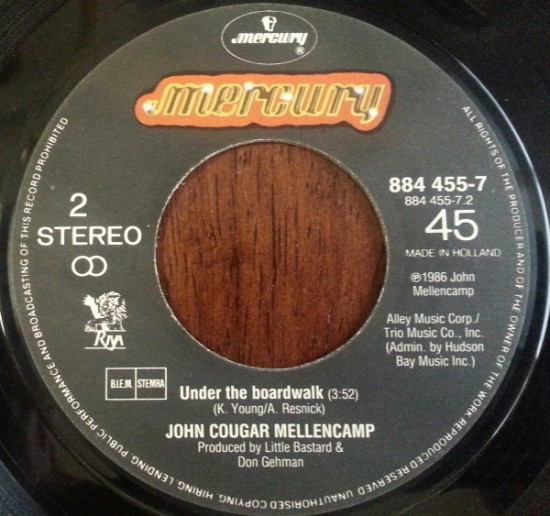 mercury ®
mercury
2
STEREO
884 455-7
884 455-7.2
45
MADE IN HOLLAND
℗1986 John
Mellencamp
Alley Music Corp./
Trio Music Co., Inc.
(Admin. by Hudson
Bay Music Inc.)
Riva
B.I.E.M. STEMRA
Under the boardwalk (3:52)
(K. Young/A. Resnick)
JOHN COUGAR MELLENCAMP
Produced by Little Bastard &
Don Gehman
ALL RIGHTS OF THE PRODUCER AND OF THE OWNER OF THE WORK REPRODUCED RESERVED UNAUTHORISED COPYING, HIRING, LENDING, PUBLIC PERFORMANCE AND BROADCASTING OF THIS RECORD PROHIBITED